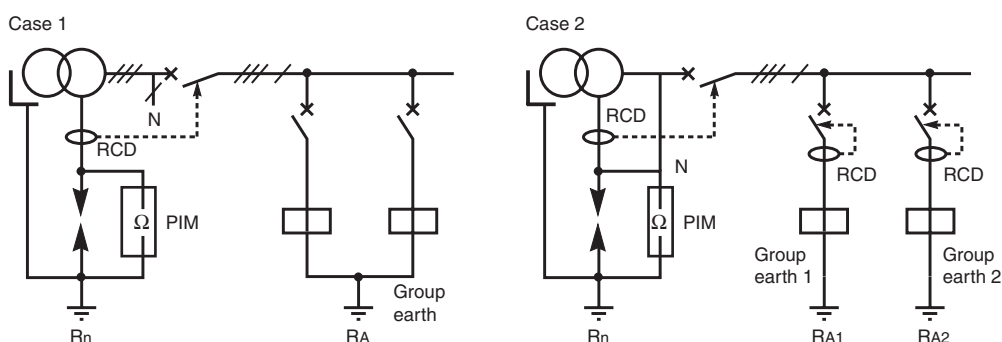 Case 1
N
RCD
Ω
PIM
Group
earth
Rn
RA
Case 2
RCD
N
Ω
PIM
RCD
RCD
Group
earth 1
Group
earth 2
Rn
RA1
RA2